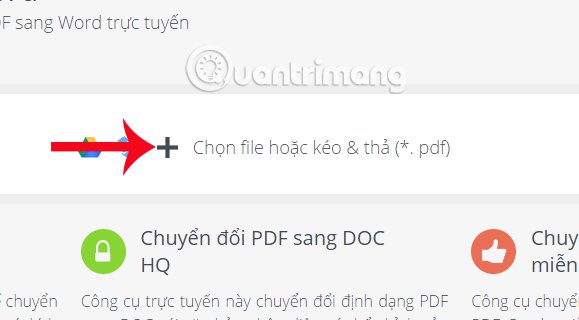 F sang Word trực tuyến
Quantrimang
Chọn file hoặc kéo & thả (*. pdf)
Chuyển đổi PDF sang DOC
HQ
Chuy
miễn
chuyển
Công cụ trực tuyến này chuyển đổi định dạng PDF
Công cụ chuyển